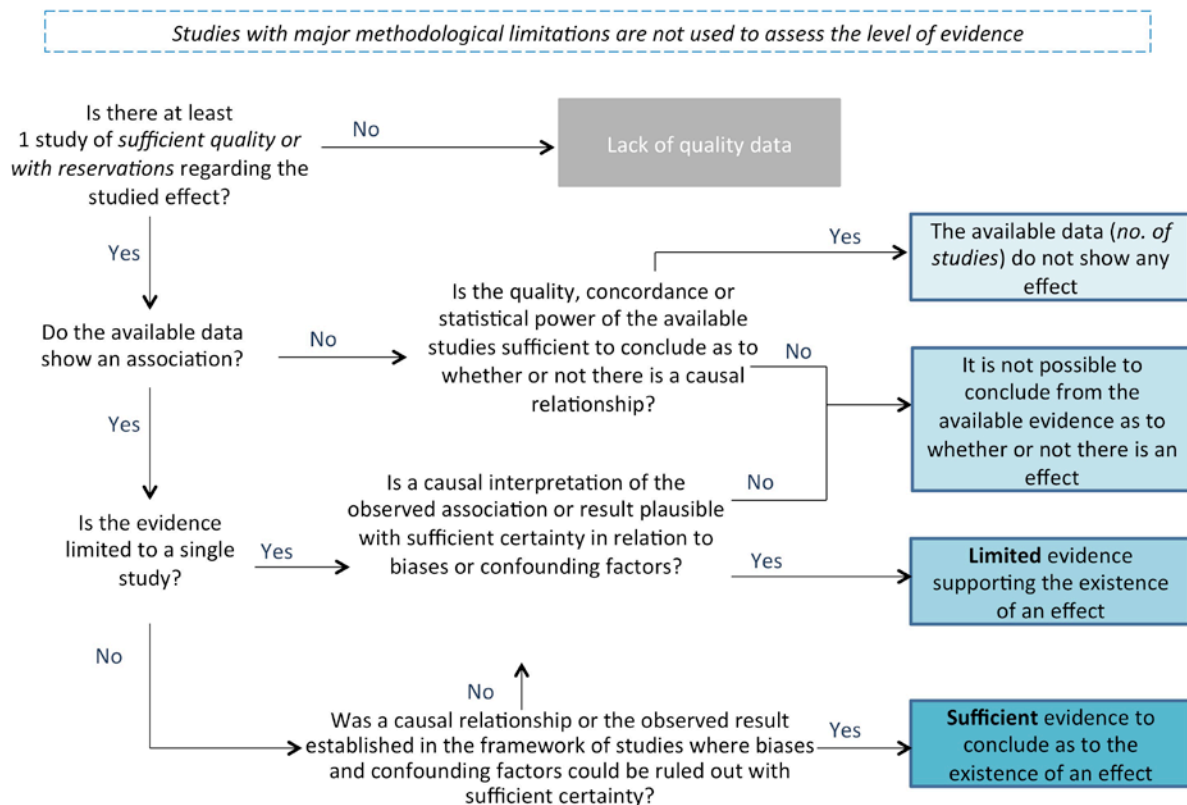 Studies with major methodological limitations are not used to assess the level of evidence
Is there at least
1 study of sufficient quality or
with reservations regarding the
studied effect?
No
Lack of quality data
Yes
Yes
The available data (no. of
studies) do not show any
effect
Do the available data
show an association?
No
Is the quality, concordance or
statistical power of the available
studies sufficient to conclude as to
whether or not there is a causal
relationship?
No
It is not possible to
conclude from the
available evidence as to
whether or not there is an
effect
Yes
Is the evidence
limited to a single
study?
Yes
Is a causal interpretation of the
observed association or result plausible
with sufficient certainty in relation to
biases or confounding factors?
No
Yes
Limited evidence
supporting the existence
of an effect
No
No
Was a causal relationship or the observed result
established in the framework of studies where biases
and confounding factors could be ruled out with
sufficient certainty?
Yes
Sufficient evidence to
conclude as to the
existence of an effect